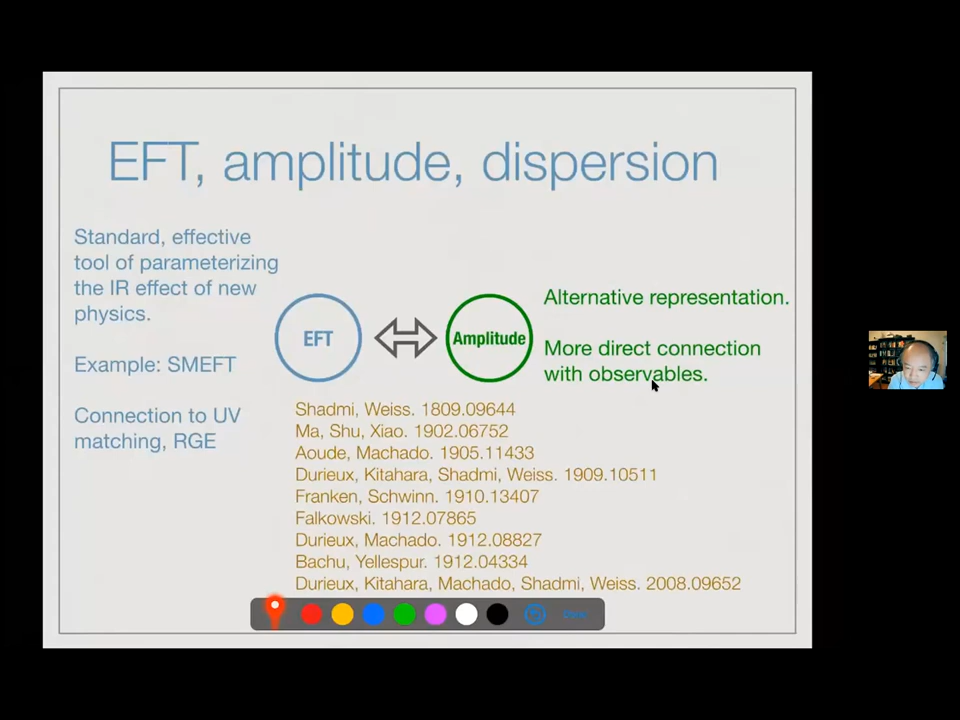 EFT, amplitude, dispersion
Standard, effective
tool of parameterizing
the IR effect of new
physics.
Example: SMEFT
Connection to UV
matching, RGE
EFT
Amplitude
Alternative representation.
More direct connection
with observables.
Shadmi, Weiss. 1809.09644
Ma, Shu, Xiao. 1902.06752
Aoude, Machado. 1905.11433
Durieux, Kitahara, Shadmi, Weiss. 1909.10511
Franken, Schwinn. 1910.13407
Falkowski. 1912.07865
Durieux, Machado. 1912.08827
Bachu, Yellespur. 1912.04334
Durieux, Kitahara, Machado, Shadmi, Weiss. 2008.09652